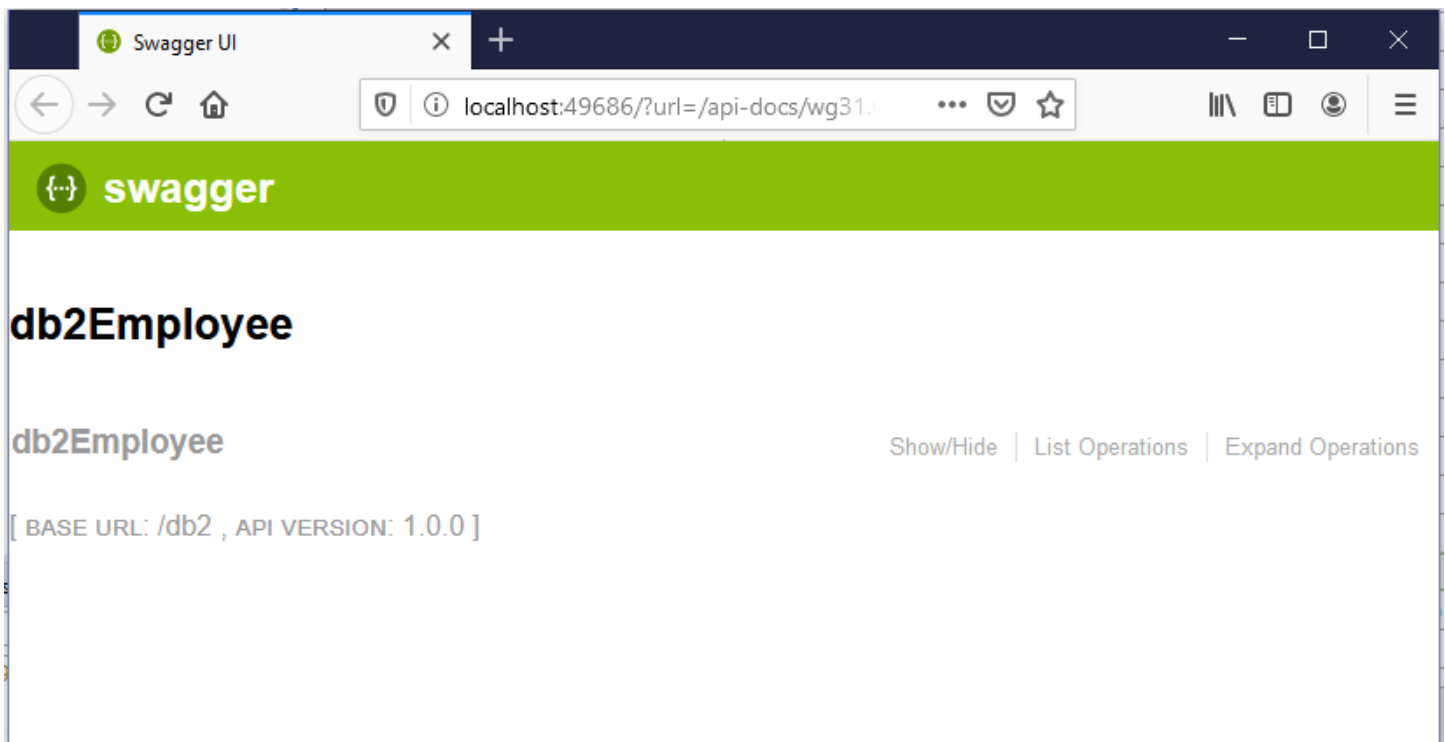 Swagger UI
localhost:49686/?url=/api-docs/wg31.
swagger
db2Employee
db2Employee
Show/Hide | List Operations | Expand Operations
[ BASE URL: /db2 , API VERSION: 1.0.0 ]